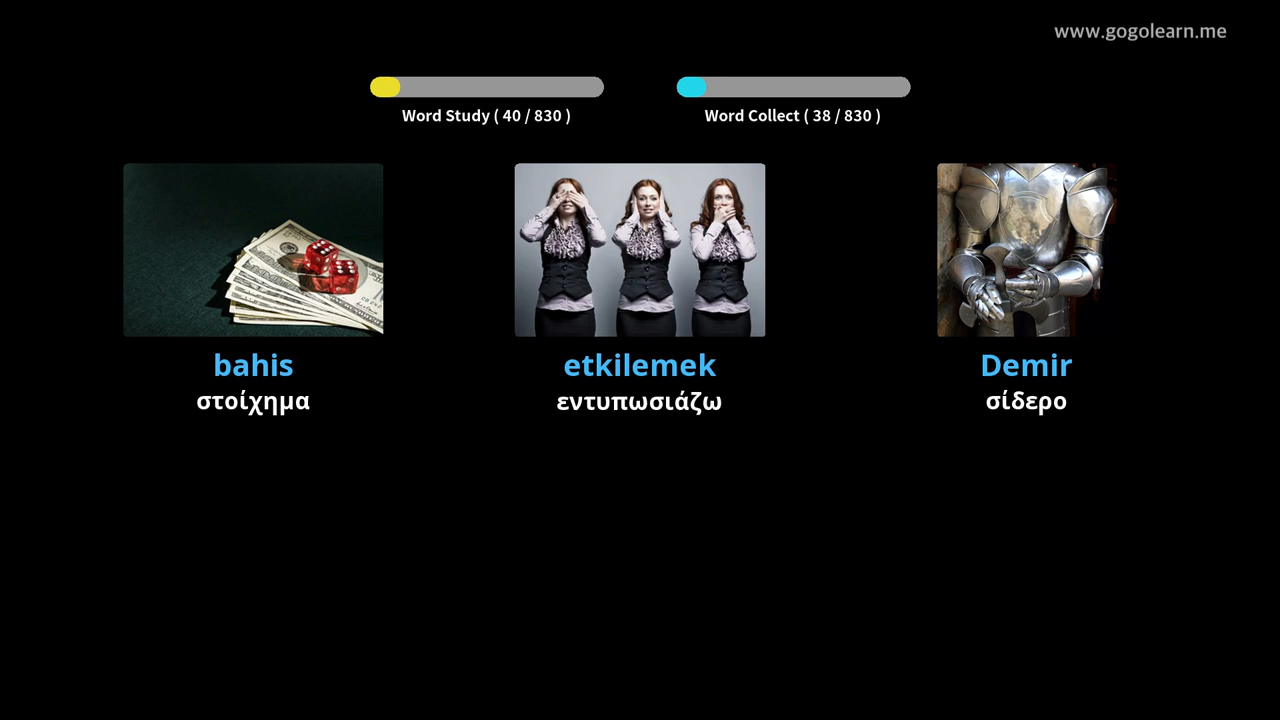 www.gogolearn.me
Word Study ( 40 / 830 )
Word Collect ( 38 / 830 )
bahis
etkilemek
Demir
στοίχημα
εντυπωσιάζω
σίδερο